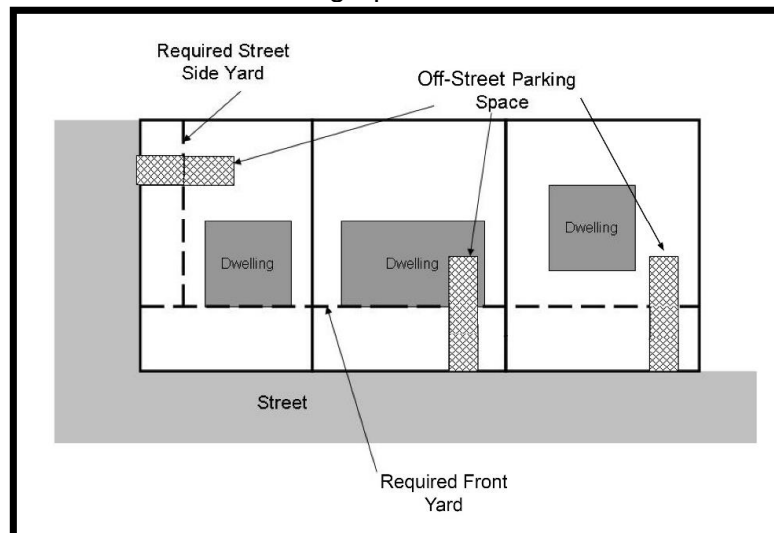 Required Street
Side Yard
Off-Street Parking
Space
Dwelling
Dwelling
Dwelling
Street
Required Front
Yard